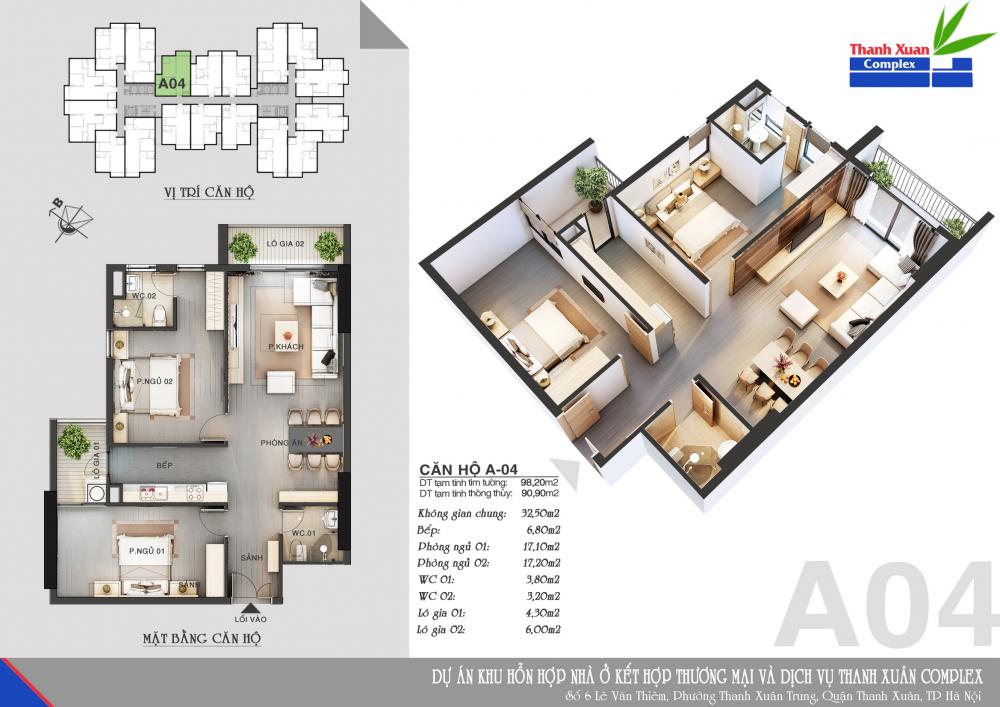 A04
VỊ TRÍ CĂN HỘ
B
LÔ GIA 02
WC.02
P.KHÁCH
P.NGỦ 02
PHÒNG ĂN
LÔ GIA 01
BẾP
WC.01
P.NGỦ 01
SẢNH
SẢNH
LỐI VÀO
MẶT BẰNG CĂN HỘ
Thanh Xuan
Complex
CĂN HỘ A-04
DT tạm tính tim tường: 98,20m2
DT tạm tính thông thủy: 90,90m2
Không gian chung: 32,50m2
Bếp: 6,80m2
Phòng ngủ 01: 17,10m2
Phòng ngủ 02: 17,20m2
WC 01: 3,80m2
WC 02: 3,20m2
Lô gia 01: 4,30m2
Lô gia 02: 6,00m2
A04
DỰ ÁN KHU HỖN HỢP NHÀ Ở KẾT HỢP THƯƠNG MẠI VÀ DỊCH VỤ THANH XUÂN COMPLEX
Số 6 Lê Văn Thiêm, Phường Thanh Xuân Trung, Quận Thanh Xuân, TP Hà Nội